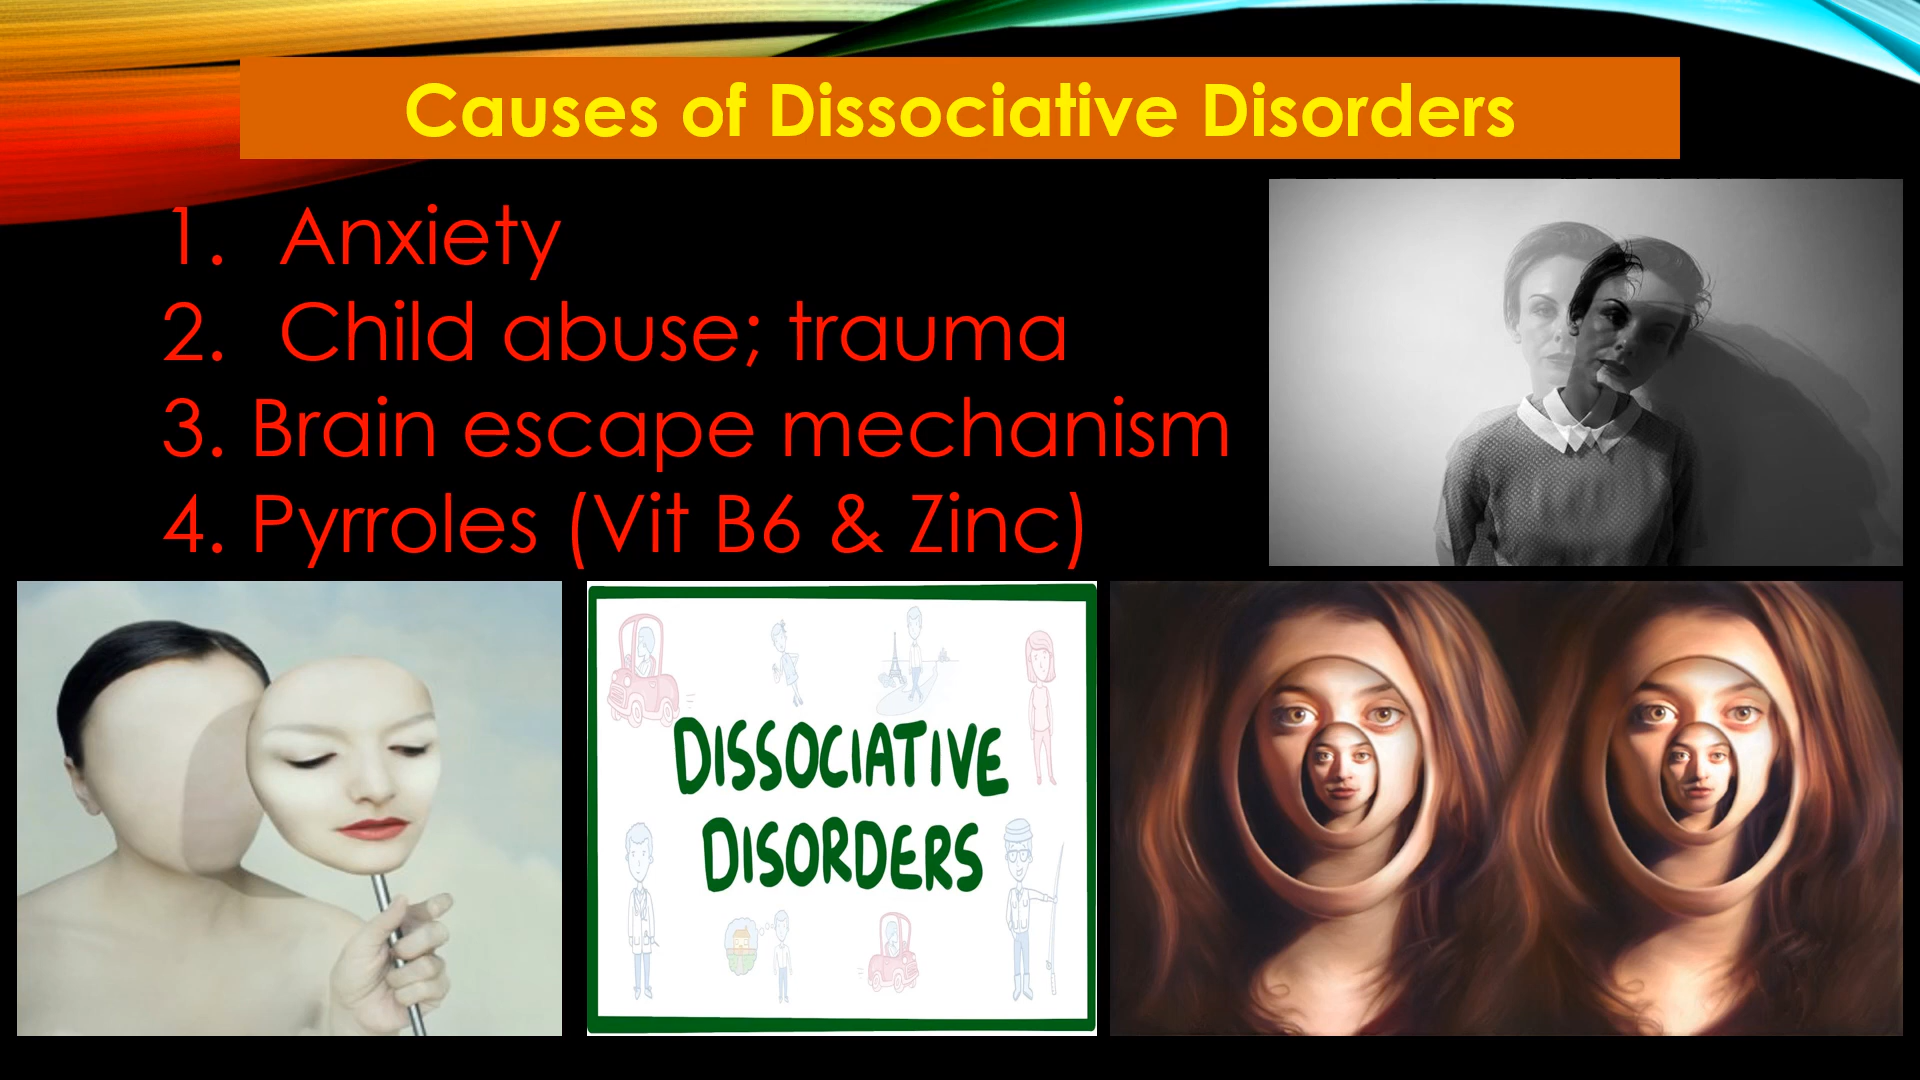 Causes of Dissociative Disorders
1. Anxiety
2. Child abuse; trauma
3. Brain escape mechanism
4. Pyrroles (Vit B6 & Zinc)
DISSOCIATIVE
DISORDERS